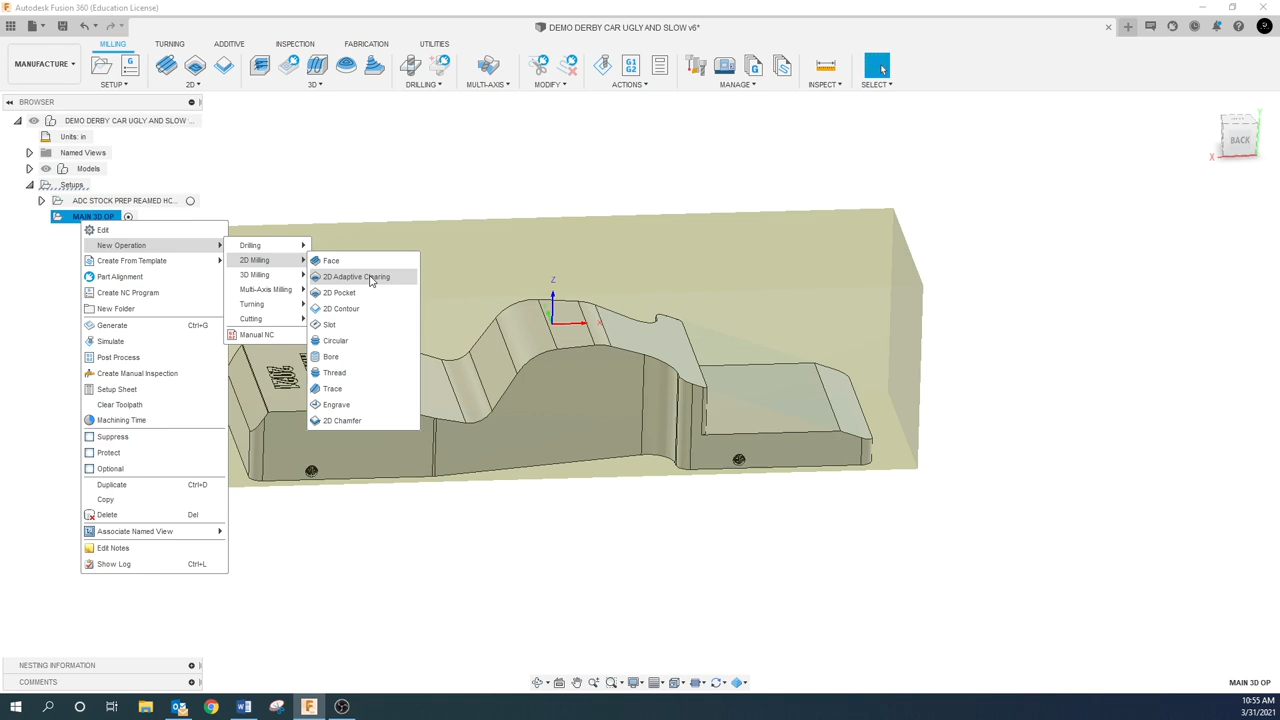 Autodesk Fusion 360 (Education License)
DEMO DERBY CAR UGLY AND SLOW v6*
MANUFACTURE
MILLING
TURNING
ADDITIVE
INSPECTION
FABRICATION
UTILITIES
G1
G2
SETUP
2D
3D
DRILLING
MULTI-AXIS
MODIFY
ACTIONS
MANAGE
INSPECT
SELECT
BROWSER
DEMO DERBY CAR UGLY AND SLOW ...
Units: in
Named Views
Models
Setups
ADC STOCK PREP REAMED HC...
MAIN 3D OP
Edit
New Operation
Create From Template
Part Alignment
Create NC Program
New Folder
Generate Ctrl+G
Simulate
Post Process
Create Manual Inspection
Setup Sheet
Clear Toolpath
Machining Time
Suppress
Protect
Optional
Duplicate Ctrl+D
Copy
Delete Del
Associate Named View
Edit Notes
Show Log Ctrl+L
Drilling
2D Milling
3D Milling
Multi-Axis Milling
Turning
Cutting
Manual NC
Face
2D Adaptive Clearing
2D Pocket
2D Contour
Slot
Circular
Bore
Thread
Trace
Engrave
2D Chamfer
Z
X
BACK
X
NESTING INFORMATION
COMMENTS
MAIN 3D OP
10:55 AM
3/31/2021